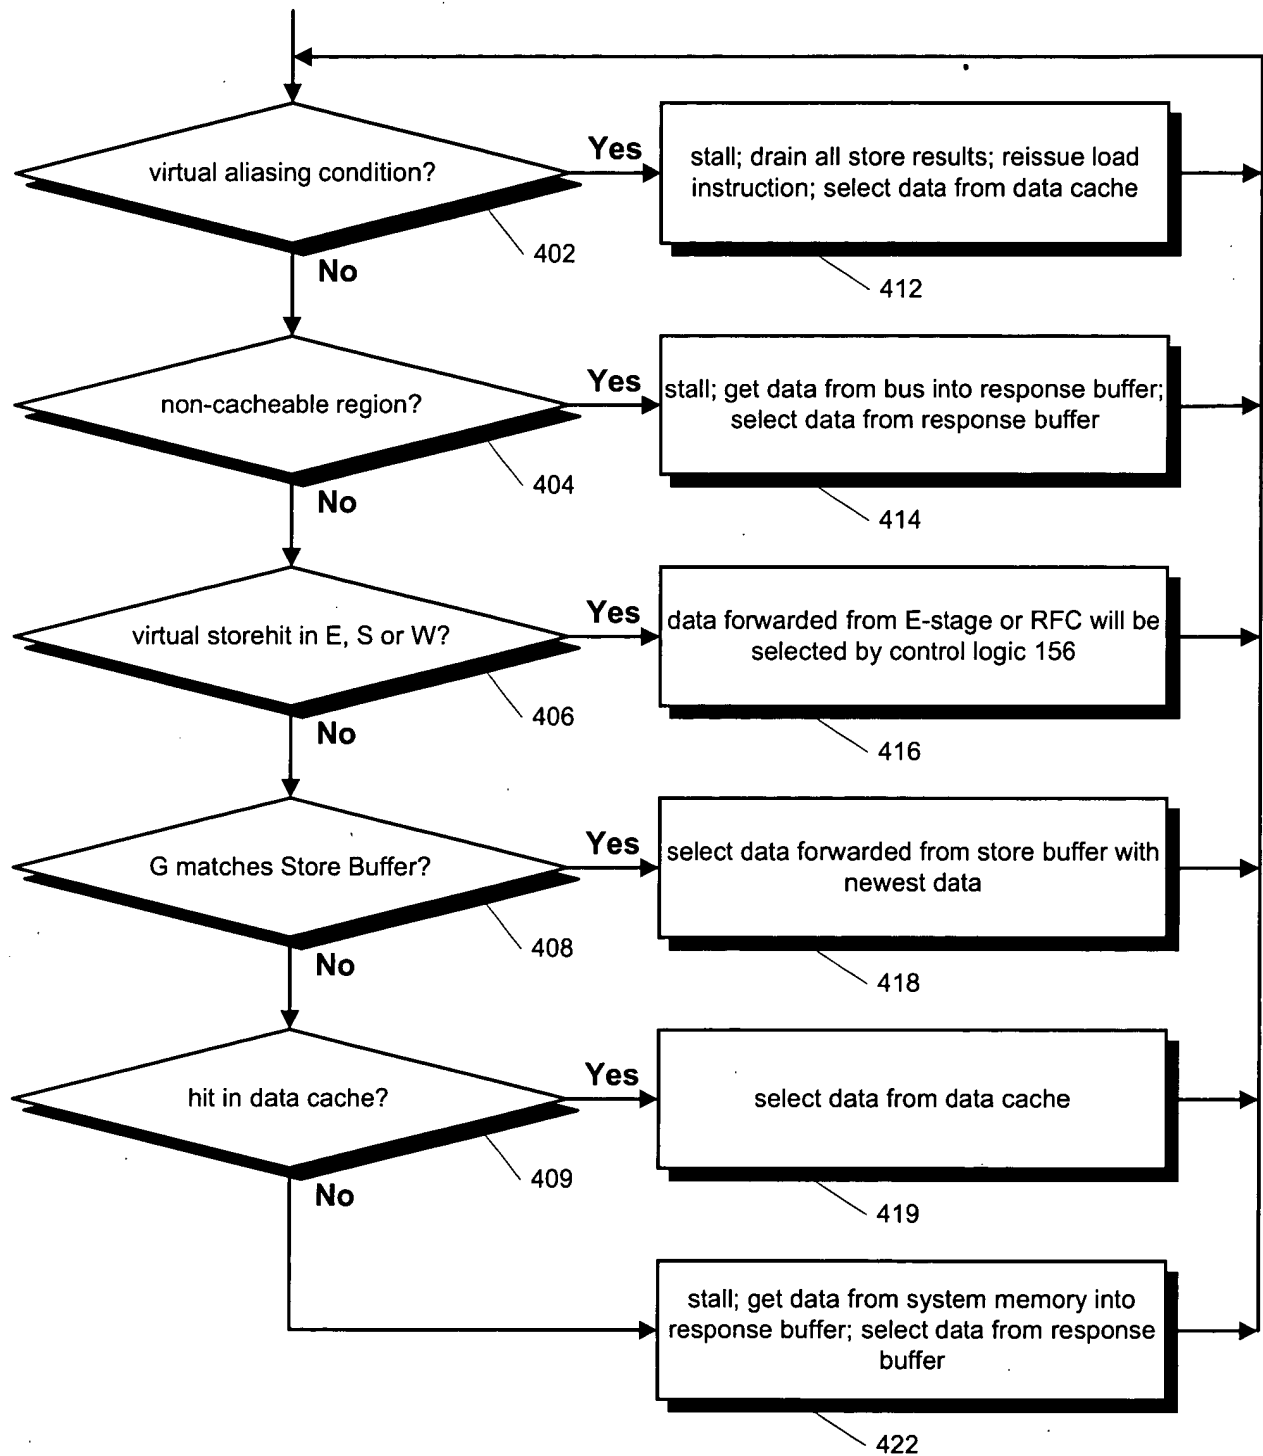 virtual aliasing condition?
Yes
stall; drain all store results; reissue load
instruction; select data from data cache
402
412
No
non-cacheable region?
Yes
stall; get data from bus into response buffer;
select data from response buffer
404
414
No
virtual storehit in E, S or W?
Yes
data forwarded from E-stage or RFC will be
selected by control logic 156
406
416
No
G matches Store Buffer?
Yes
select data forwarded from store buffer with
newest data
408
418
No
hit in data cache?
Yes
select data from data cache
409
419
No
stall; get data from system memory into
response buffer; select data from response
buffer
422